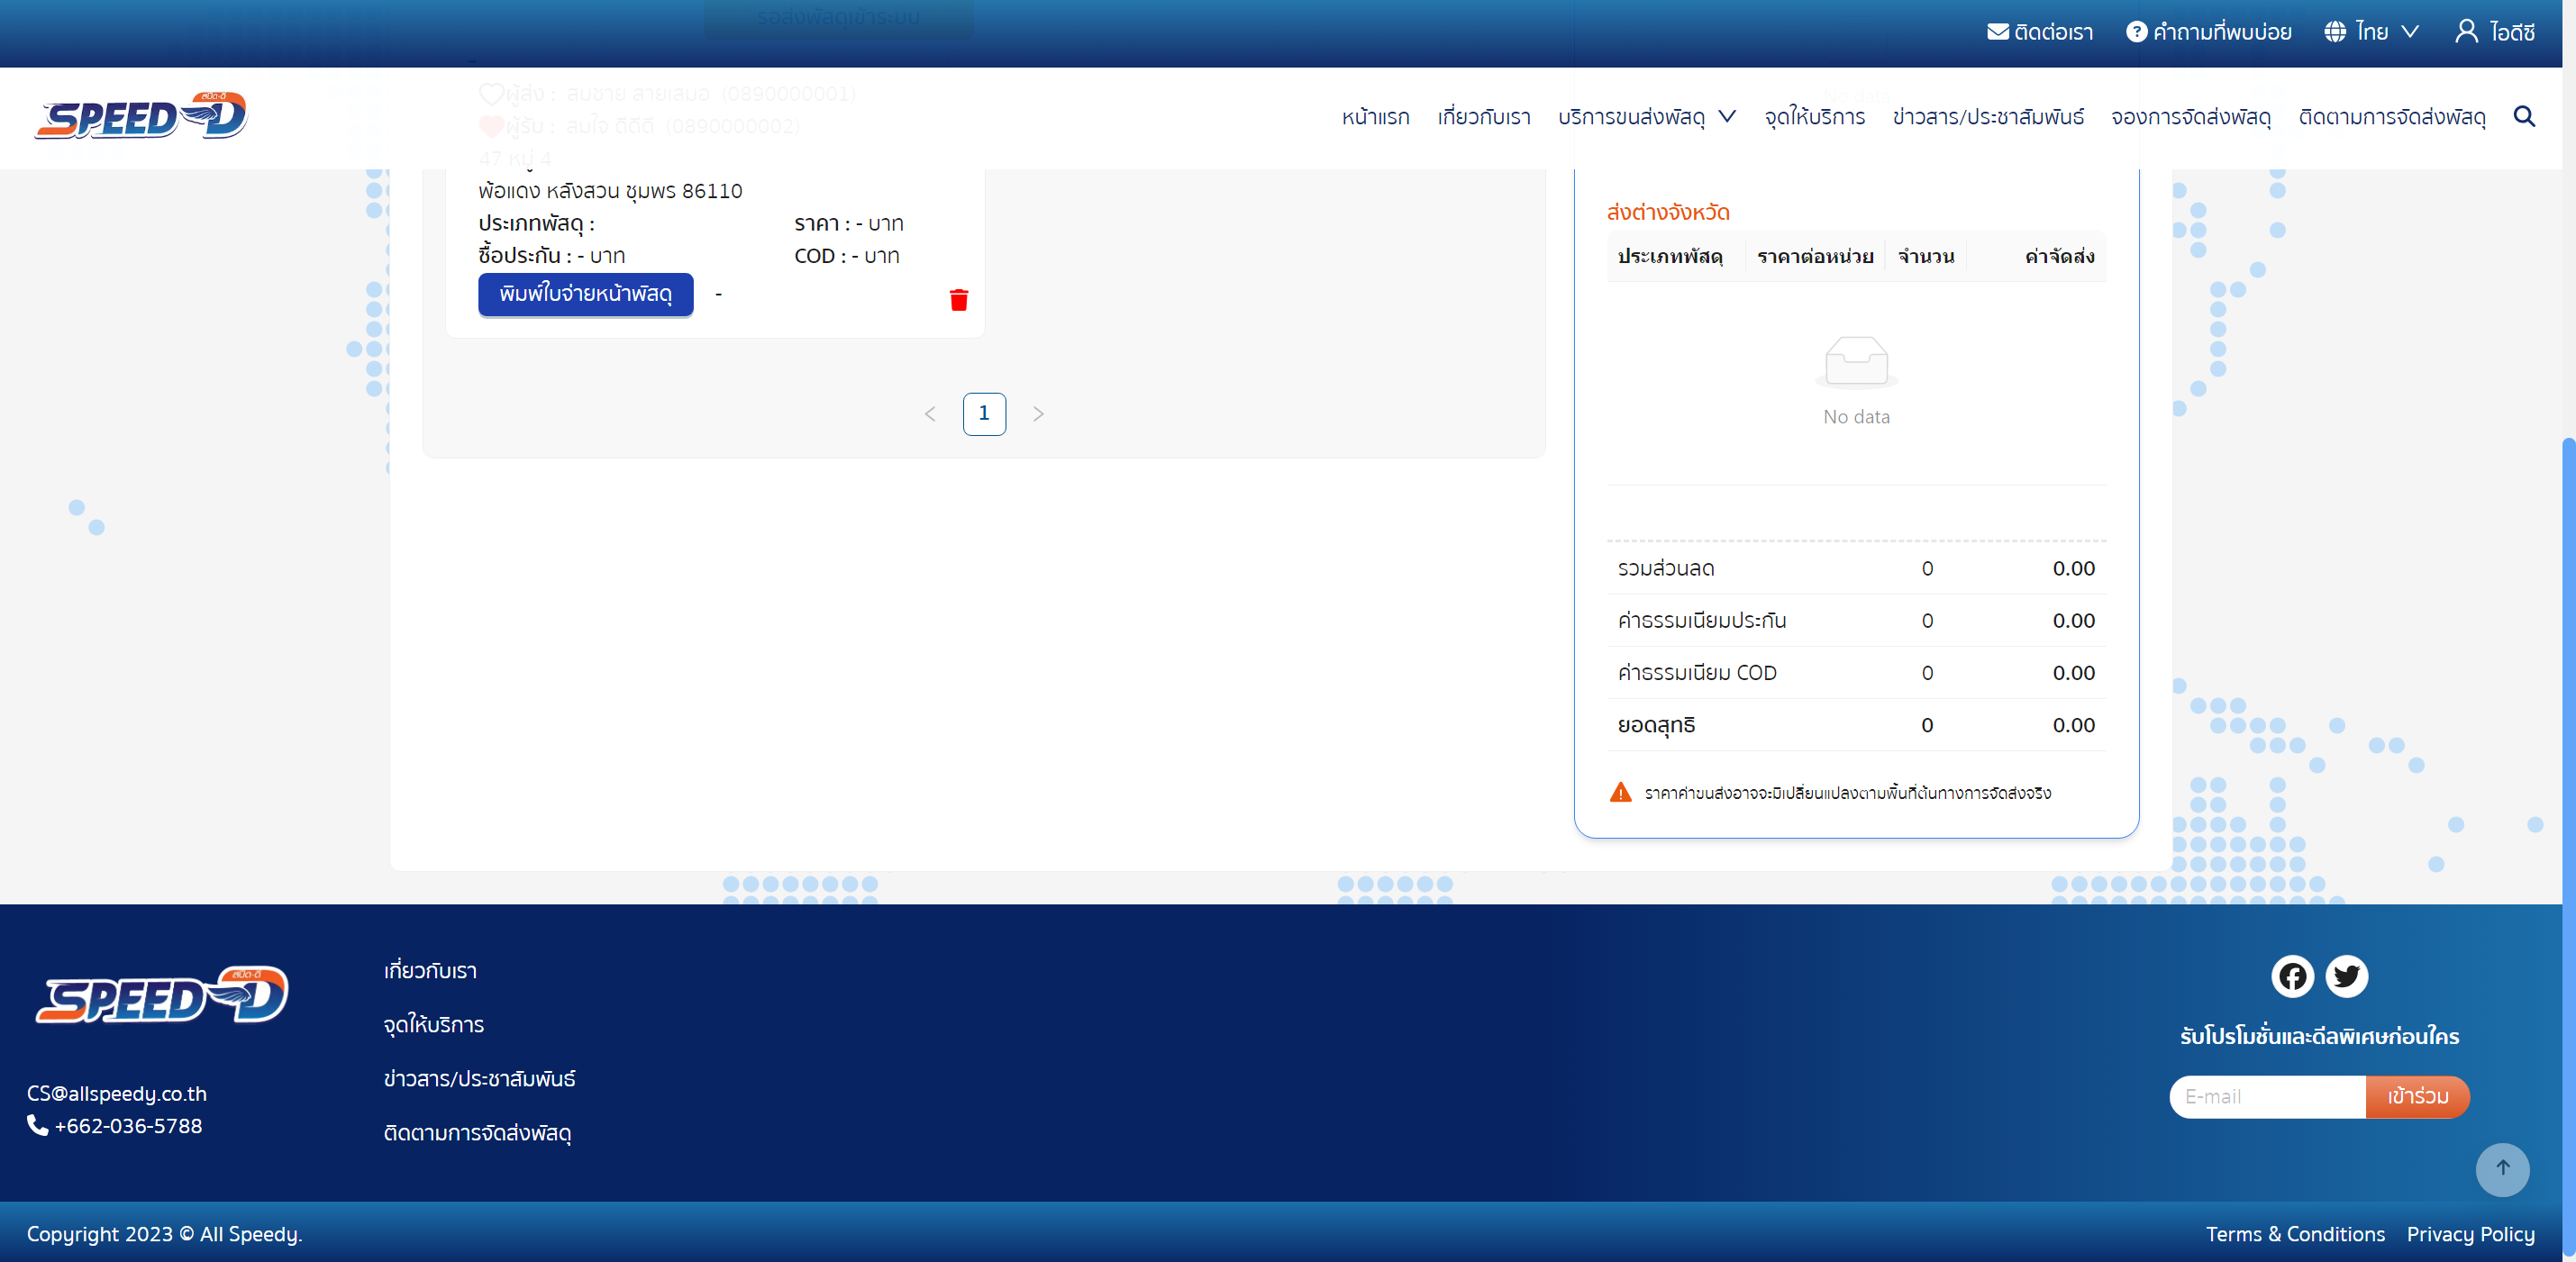 รอส่งพัสดุเข้าระบบ
ติดต่อเรา
คำถามที่พบบ่อย
ไทย
ไอดีซี
สปีด-ดี
SPEED-D
หน้าแรก
เกี่ยวกับเรา
บริการขนส่งพัสดุ
จุดให้บริการ
ข่าวสาร/ประชาสัมพันธ์
จองการจัดส่งพัสดุ
ติดตามการจัดส่งพัสดุ
ผู้ส่ง : สมชาย สายเสมอ (0890000001)
ผู้รับ : สมใจ ดีดีดี (0890000002)
47 หมู่ 4
พ้อแดง หลังสวน ชุมพร 86110
ประเภทพัสดุ :
ราคา : - บาท
ซื้อประกัน : - บาท
COD : - บาท
พิมพ์ใบจ่ายหน้าพัสดุ
-
1
No data
ส่งต่างจังหวัด
ประเภทพัสดุ ราคาต่อหน่วย จำนวน ค่าจัดส่ง
No data
รวมส่วนลด 0 0.00
ค่าธรรมเนียมประกัน 0 0.00
ค่าธรรมเนียม COD 0 0.00
ยอดสุทธิ 0 0.00
ราคาค่าขนส่งอาจจะมีเปลี่ยนแปลงตามพื้นที่ต้นทางการจัดส่งจริง
สปีด-ดี
SPEED-D
CS@allspeedy.co.th
+662-036-5788
เกี่ยวกับเรา
จุดให้บริการ
ข่าวสาร/ประชาสัมพันธ์
ติดตามการจัดส่งพัสดุ
รับโปรโมชั่นและดีลพิเศษก่อนใคร
E-mail
เข้าร่วม
Copyright 2023 © All Speedy.
Terms & Conditions
Privacy Policy